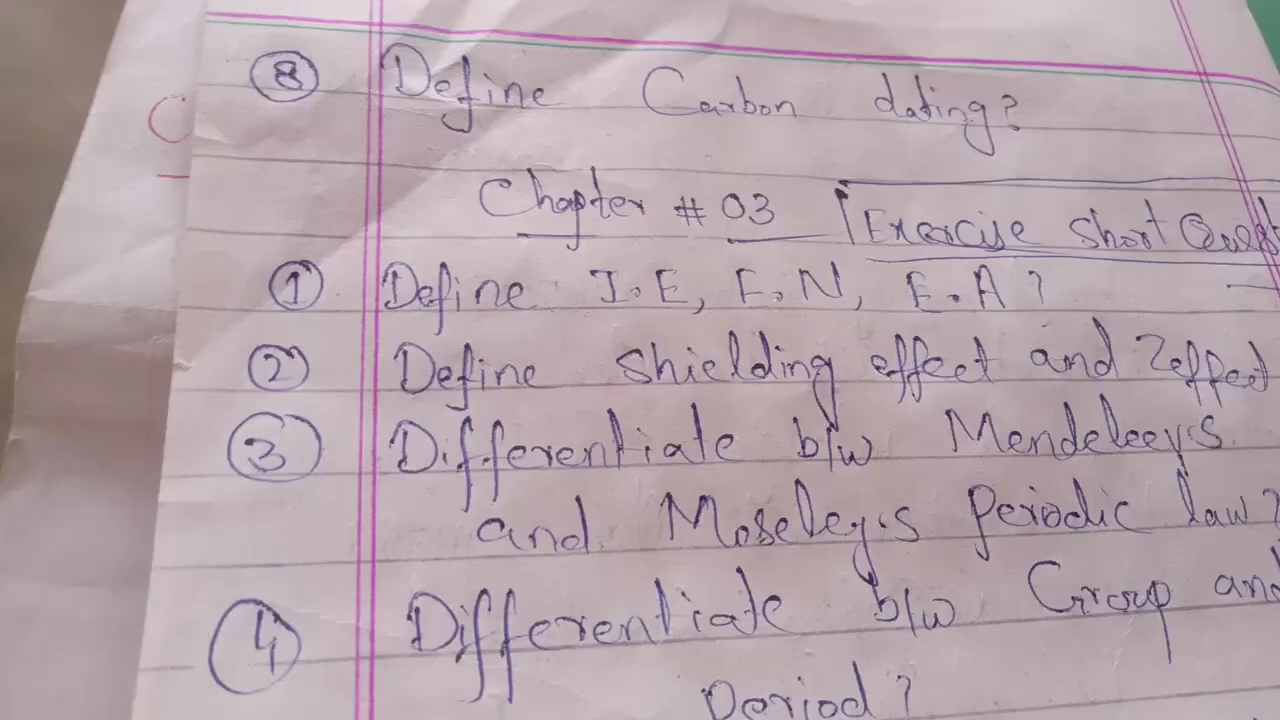 8 Define Carbon dating?
Chapter # 03 Exercise Short
1 Define I.E, E.N, E.A?
2 Define shielding effect and Zeffect
3 Differentiate b/w Mendeleev's
and Moseley's periodic law?
4 Differentiate b/w Group and
Period?